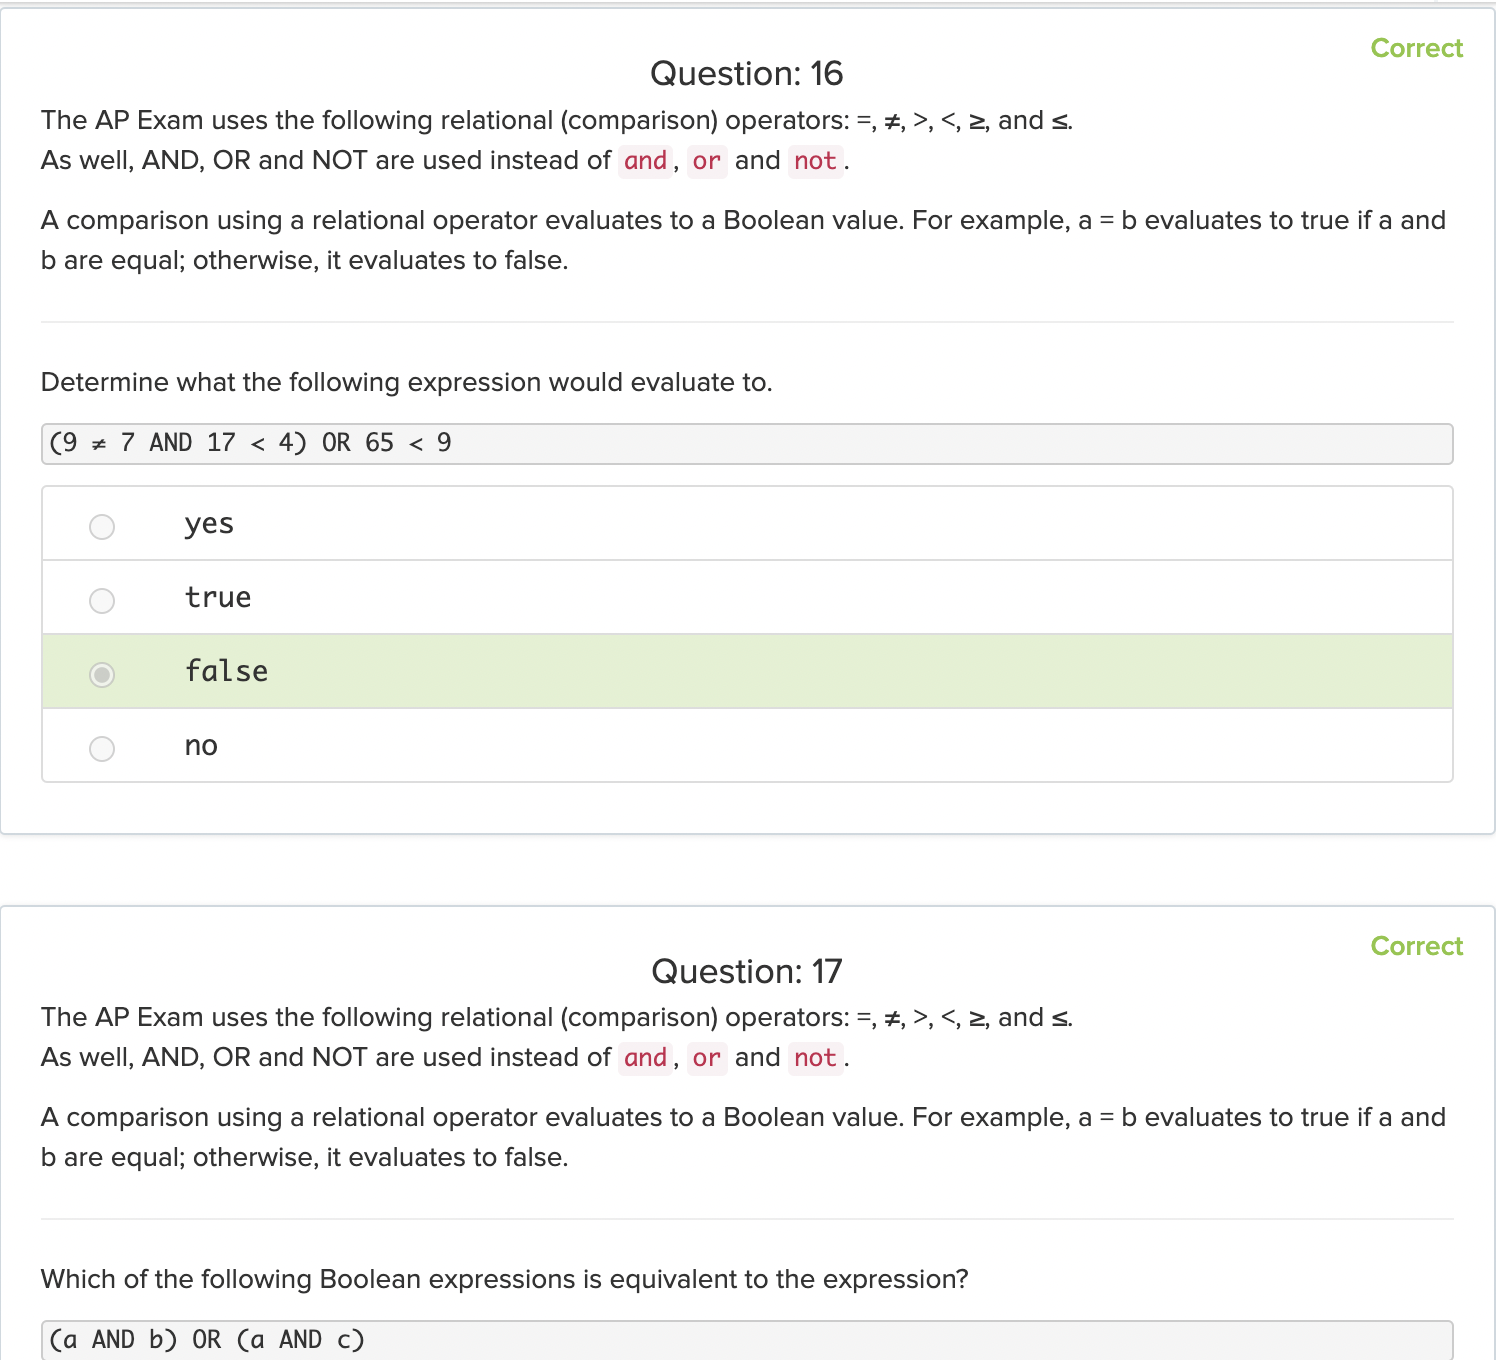 Correct
Question: 16
The AP Exam uses the following relational (comparison) operators: =, ≠, >, <, ≥, and ≤.
As well, AND, OR and NOT are used instead of and, or and not.
A comparison using a relational operator evaluates to a Boolean value. For example, a = b evaluates to true if a and
b are equal; otherwise, it evaluates to false.
Determine what the following expression would evaluate to.
(9 ≠ 7 AND 17 < 4) OR 65 < 9
yes
true
false
no
Correct
Question: 17
The AP Exam uses the following relational (comparison) operators: =, ≠, >, <, ≥, and ≤.
As well, AND, OR and NOT are used instead of and, or and not.
A comparison using a relational operator evaluates to a Boolean value. For example, a = b evaluates to true if a and
b are equal; otherwise, it evaluates to false.
Which of the following Boolean expressions is equivalent to the expression?
(a AND b) OR (a AND c)